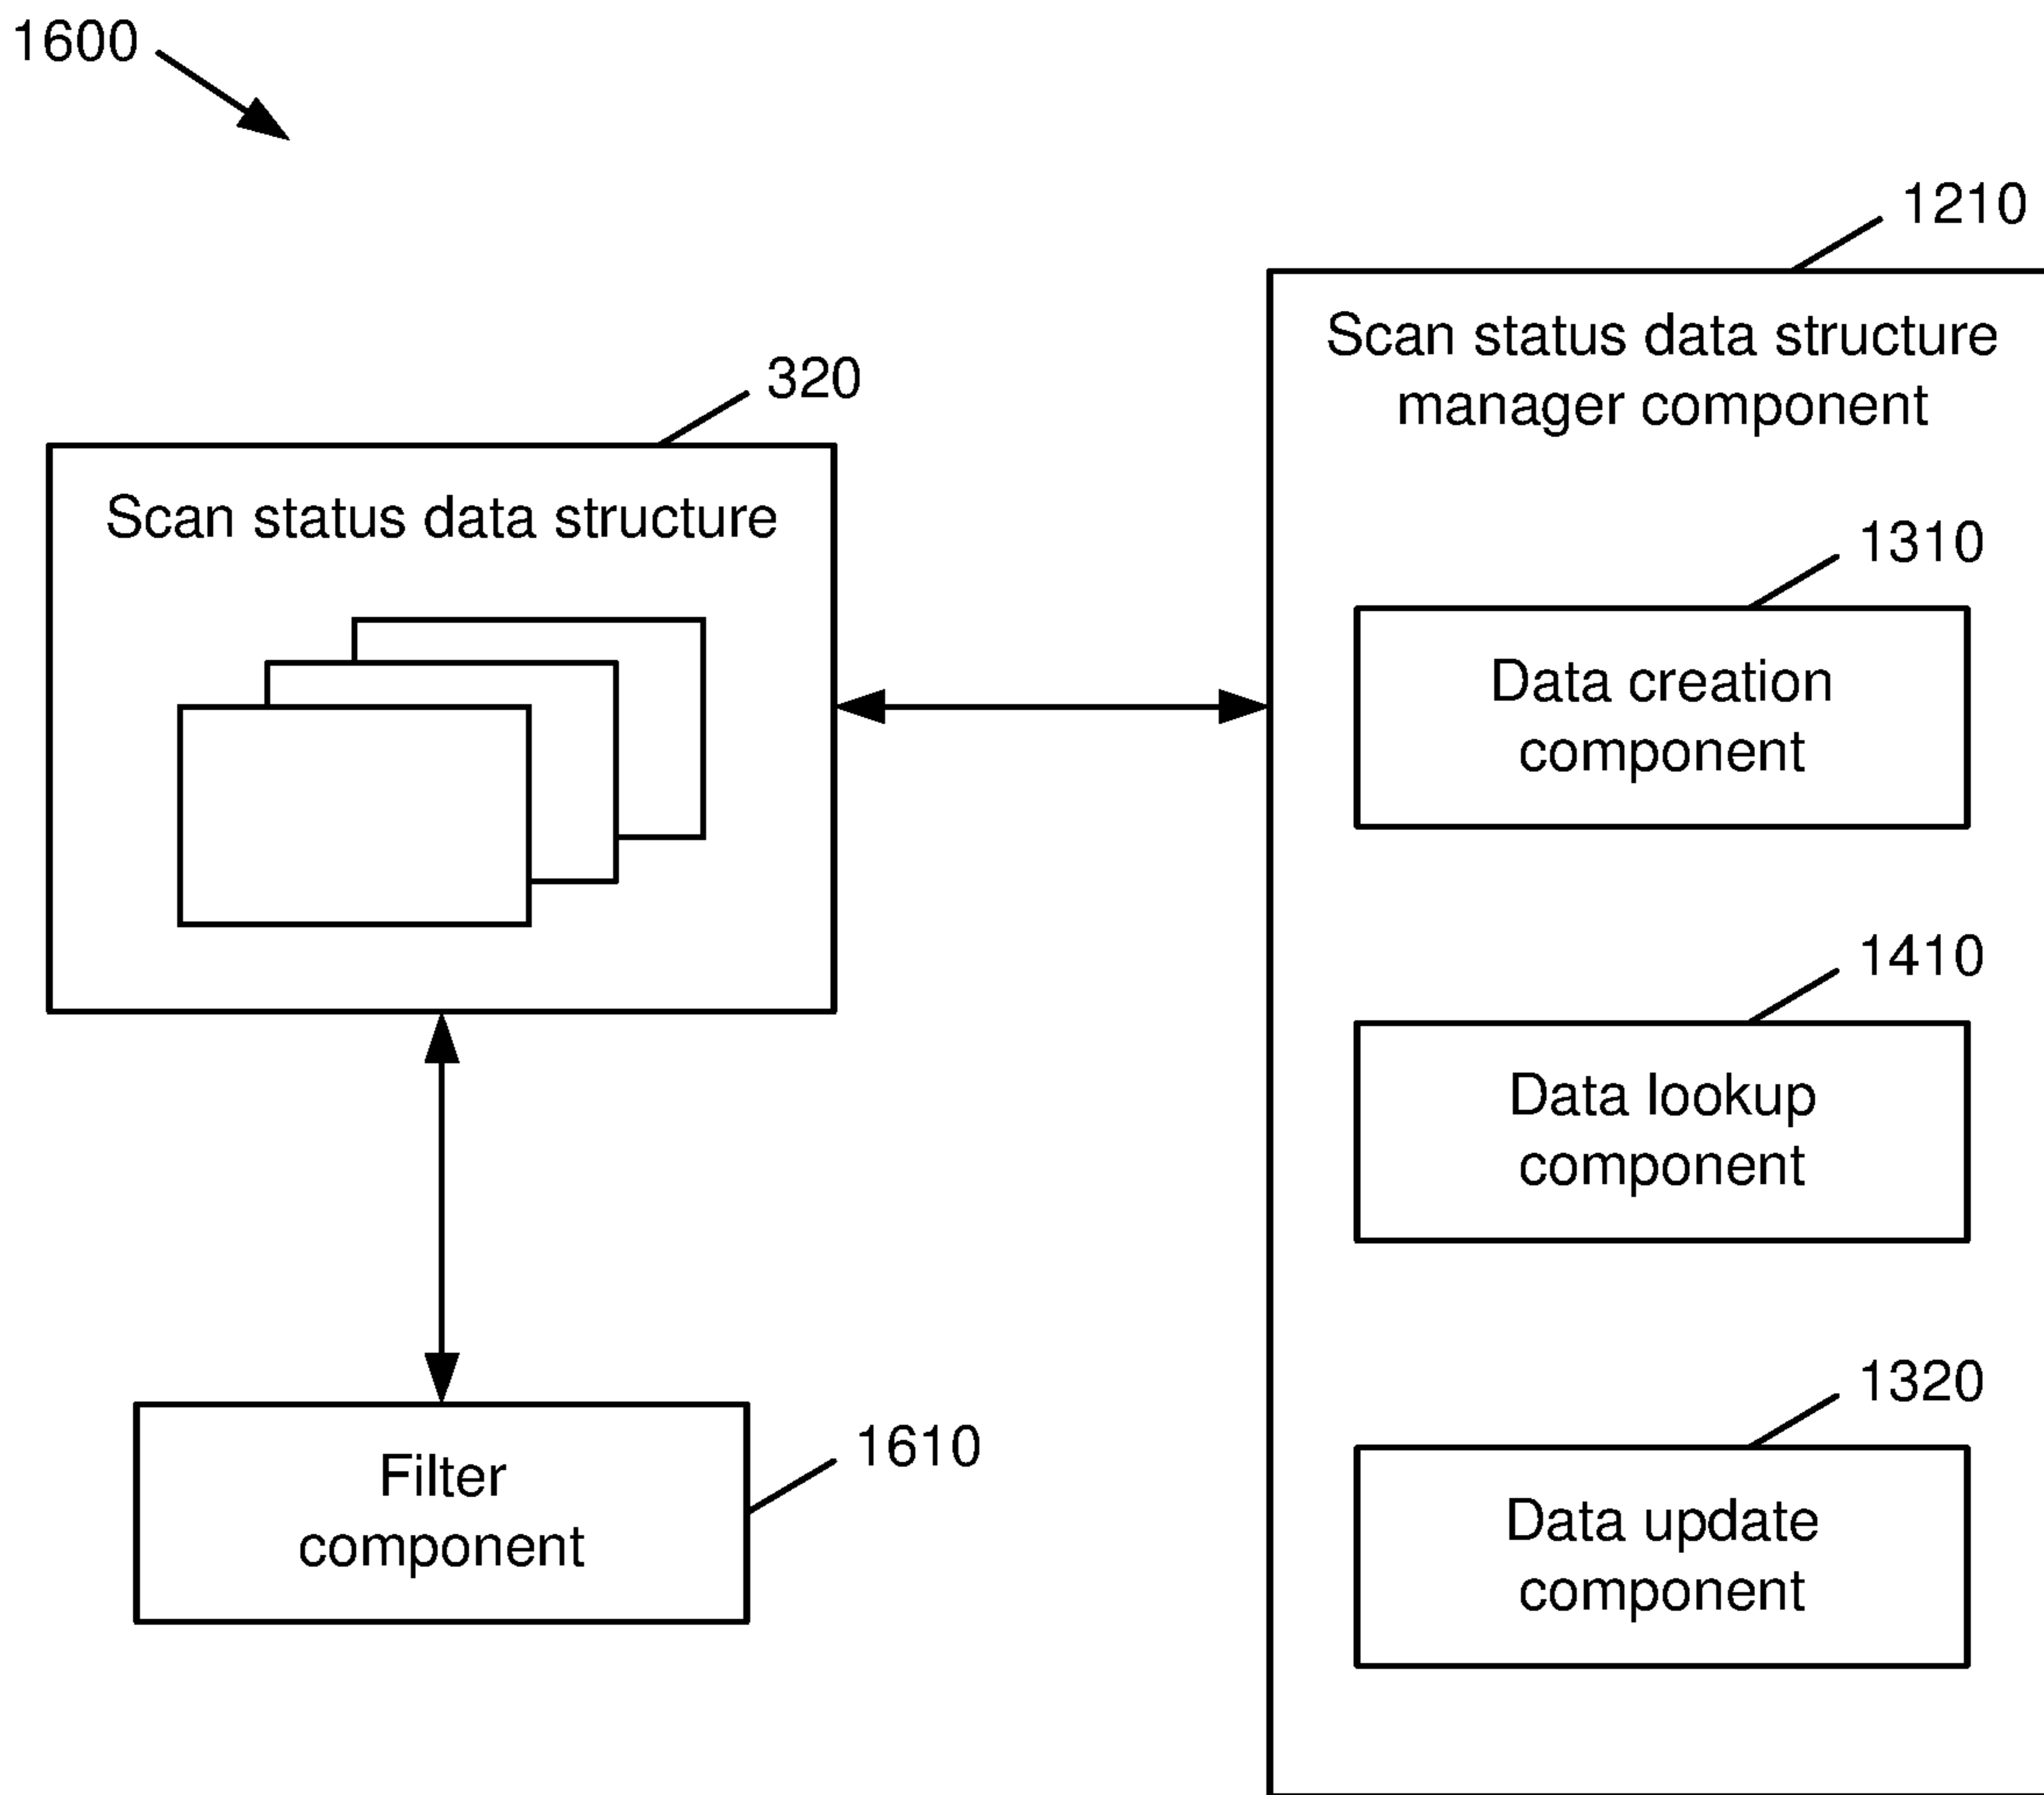 1600
1210
Scan status data structure
manager component
320
Scan status data structure
1310
Data creation
component
1410
Data lookup
component
1320
Data update
component
1610
Filter
component